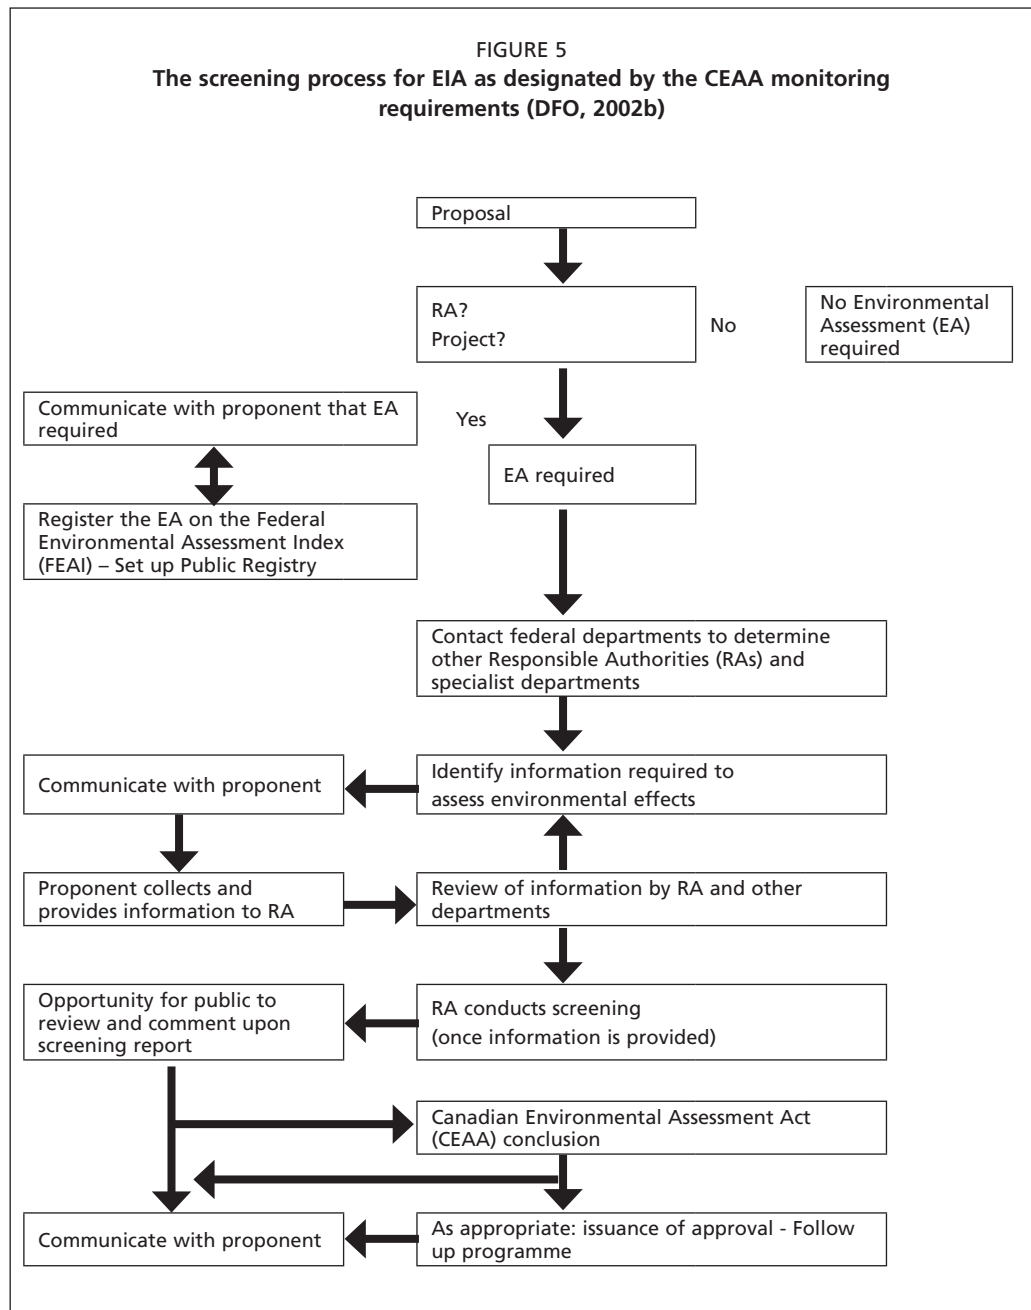 FIGURE 5
The screening process for EIA as designated by the CEAA monitoring
requirements (DFO, 2002b)
Proposal
RA?
Project?
No
No Environmental
Assessment (EA)
required
Communicate with proponent that EA
required
Yes
EA required
Register the EA on the Federal
Environmental Assessment Index
(FEAI) – Set up Public Registry
Contact federal departments to determine
other Responsible Authorities (RAs) and
specialist departments
Communicate with proponent
Identify information required to
assess environmental effects
Proponent collects and
provides information to RA
Review of information by RA and other
departments
Opportunity for public to
review and comment upon
screening report
RA conducts screening
(once information is provided)
Canadian Environmental Assessment Act
(CEAA) conclusion
Communicate with proponent
As appropriate: issuance of approval - Follow
up programme